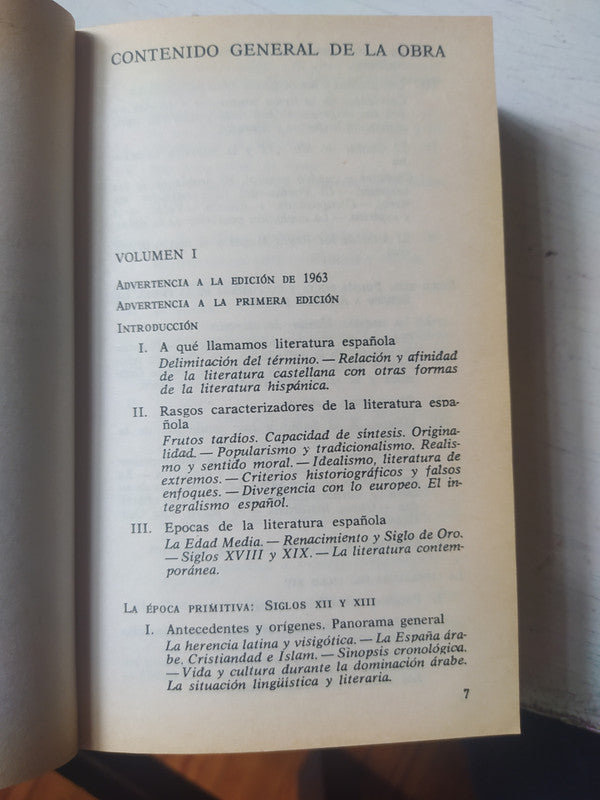 CONTENIDO GENERAL DE LA OBRA
VOLUMEN I
ADVERTENCIA A LA EDICIÓN DE 1963
ADVERTENCIA A LA PRIMERA EDICIÓN
INTRODUCCIÓN
I. A qué llamamos literatura española
Delimitación del término. — Relación y afinidad
de la literatura castellana con otras formas
de la literatura hispánica.
II. Rasgos caracterizadores de la literatura espa-
ñola
Frutos tardíos. Capacidad de síntesis. Origina-
lidad. — Popularismo y tradicionalismo. Realis-
mo y sentido moral. — Idealismo, literatura de
extremos. — Criterios historiográficos y falsos
enfoques. — Divergencia con lo europeo. El in-
tegralismo español.
III. Epocas de la literatura española
La Edad Media. — Renacimiento y Siglo de Oro.
— Siglos XVIII y XIX. — La literatura contem-
poránea.
LA ÉPOCA PRIMITIVA: SIGLOS XII Y XIII
I. Antecedentes y orígenes. Panorama general
La herencia latina y visigótica. — La España ára-
be. Cristiandad e Islam. — Sinopsis cronológica.
— Vida y cultura durante la dominación árabe.
La situación lingüística y literaria.
7